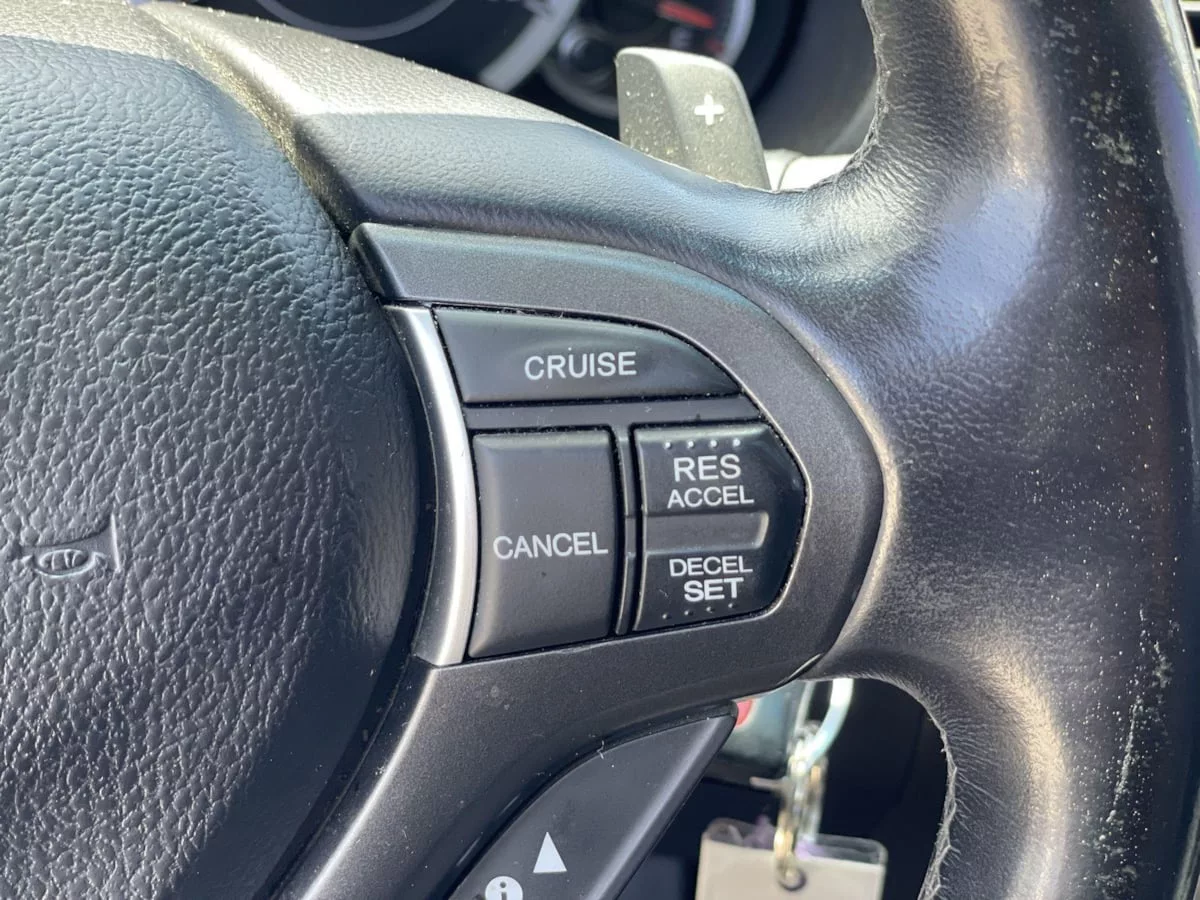 +
CRUISE
CANCEL
RES
ACCEL
DECEL
SET
i